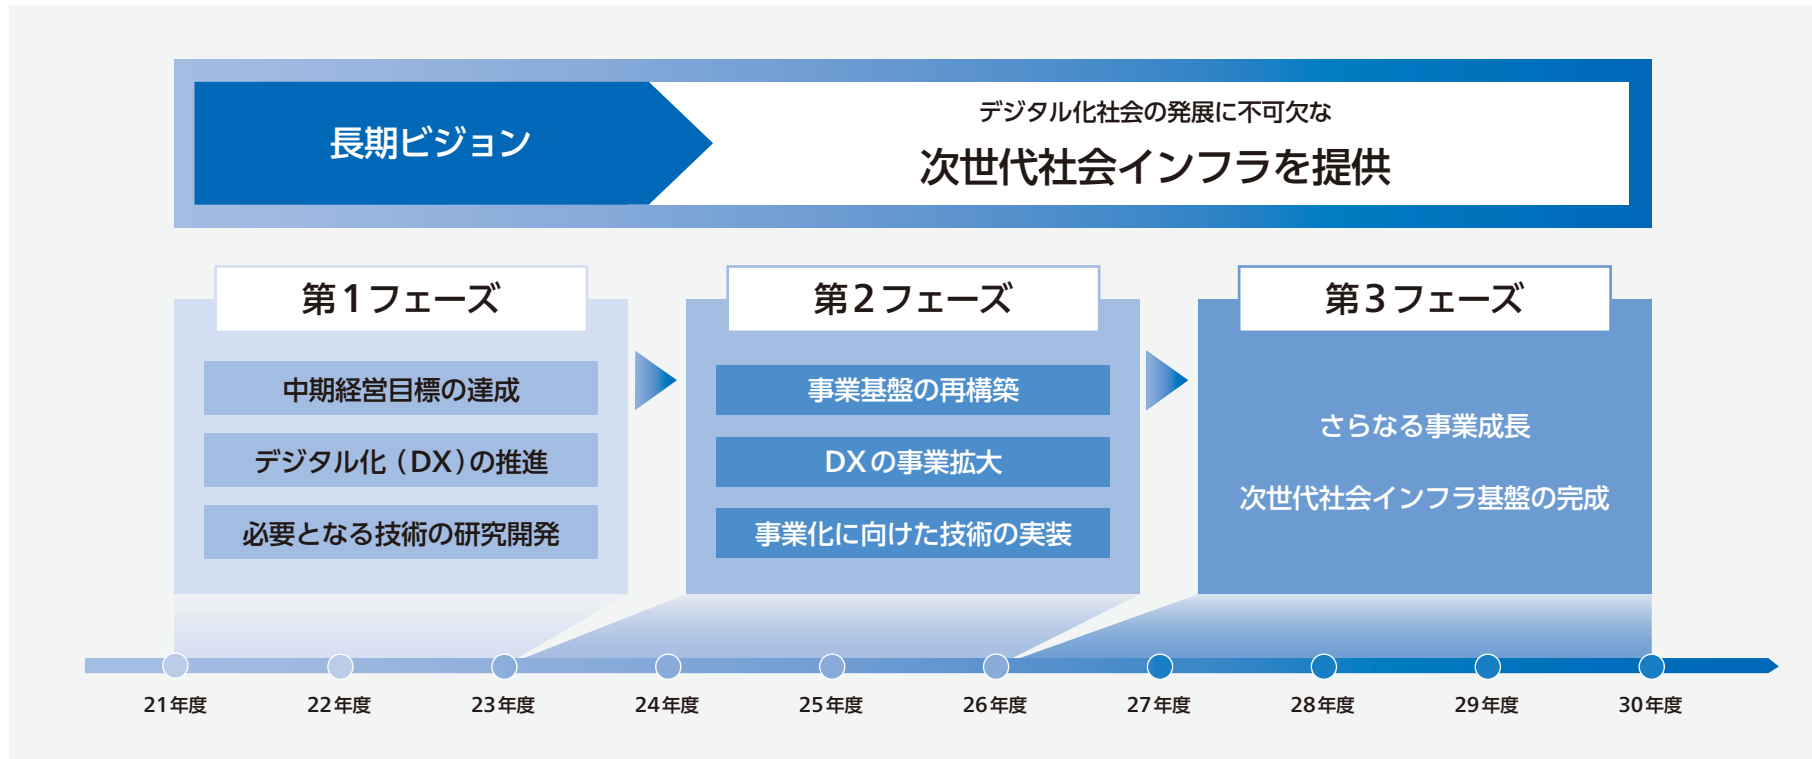 長期ビジョン
デジタル化社会の発展に不可欠な
次世代社会インフラを提供
第1フェーズ
中期経営目標の達成
デジタル化（DX）の推進
必要となる技術の研究開発
第2フェーズ
事業基盤の再構築
DXの事業拡大
事業化に向けた技術の実装
第3フェーズ
さらなる事業成長
次世代社会インフラ基盤の完成
21年度
22年度
23年度
24年度
25年度
26年度
27年度
28年度
29年度
30年度